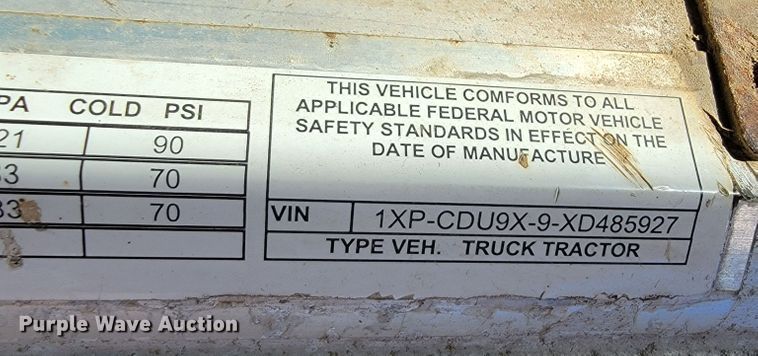 PA COLD PSI
21 90
33 70
33 70
THIS VEHICLE COMFORMS TO ALL
APPLICABLE FEDERAL MOTOR VEHICLE
SAFETY STANDARDS IN EFFECT ON THE
DATE OF MANUFACTURE
VIN 1XP-CDU9X-9-XD485927
TYPE VEH. TRUCK TRACTOR
Purple Wave Auction